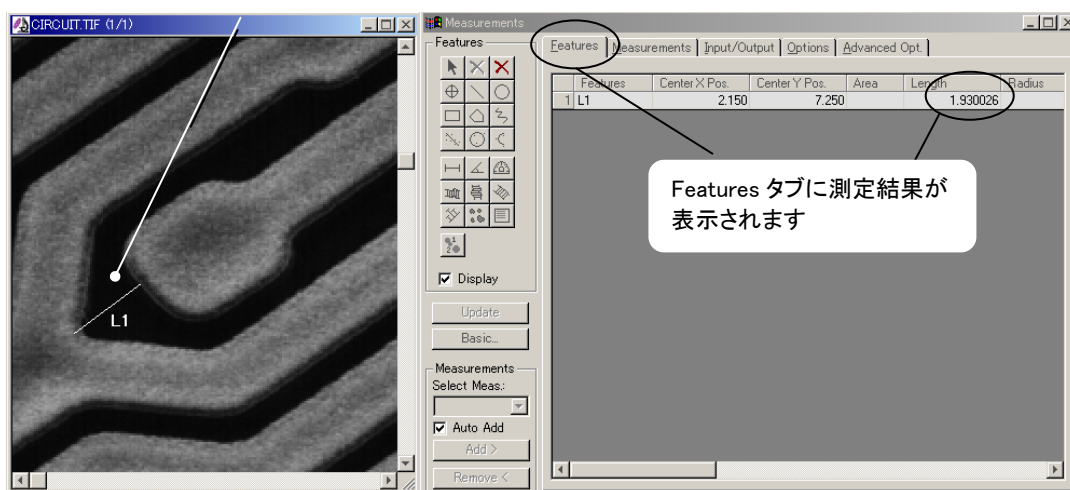 CIRCUIT.TIF (1/1)
L1
Measurements
Features
Display
Update
Basic...
Measurements
Select Meas.:
Auto Add
Add >
Remove <
Features Measurements Input/Output Options Advanced Opt.
Features Center X Pos. Center Y Pos. Area Length Radius
1 L1 2.150 7.250 1.930026
Features タブに測定結果が
表示されます